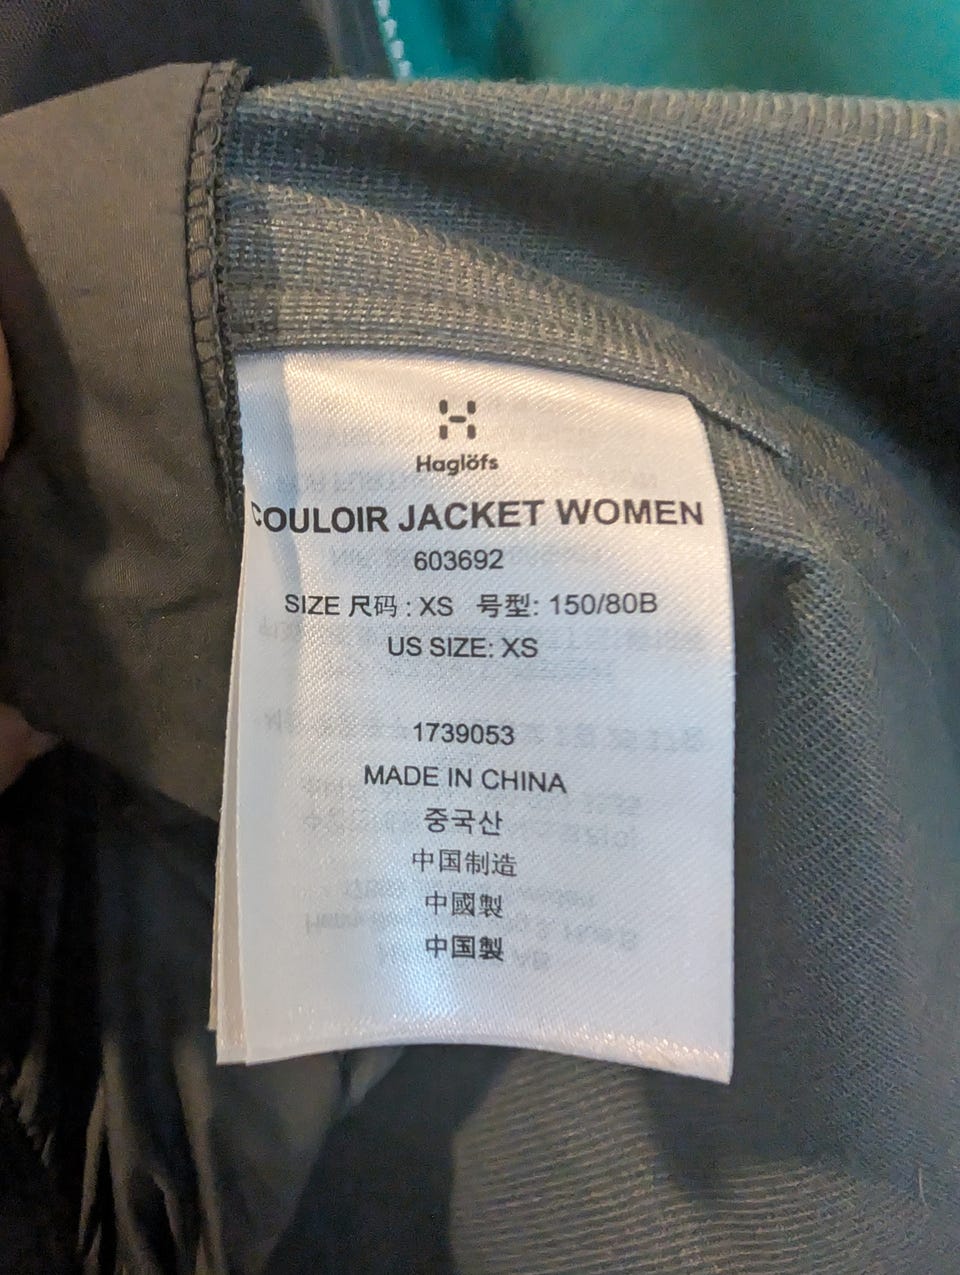 Haglöfs
COULOIR JACKET WOMEN
603692
SIZE 尺码 : XS 号型: 150/80B
US SIZE: XS
1739053
MADE IN CHINA
중국산
中国制造
中國製
中国製